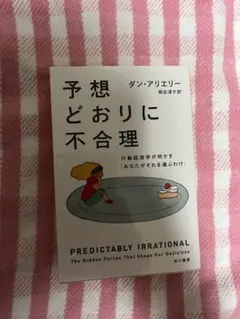 予想
どおりに
不合理
ダン・アリエリー
熊谷淳子訳
行動経済学が明かす
「あなたがそれを選ぶわけ」
PREDICTABLY IRRATIONAL
The Hidden Forces That Shape Our Decisions
早川書房